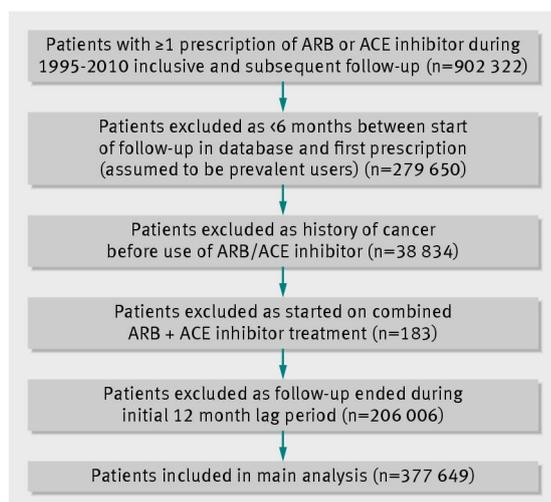 Patients with ≥1 prescription of ARB or ACE inhibitor during
1995-2010 inclusive and subsequent follow-up (n=902 322)
Patients excluded as <6 months between start
of follow-up in database and first prescription
(assumed to be prevalent users) (n=279 650)
Patients excluded as history of cancer
before use of ARB/ACE inhibitor (n=38 834)
Patients excluded as started on combined
ARB + ACE inhibitor treatment (n=183)
Patients excluded as follow-up ended during
initial 12 month lag period (n=206 006)
Patients included in main analysis (n=377 649)